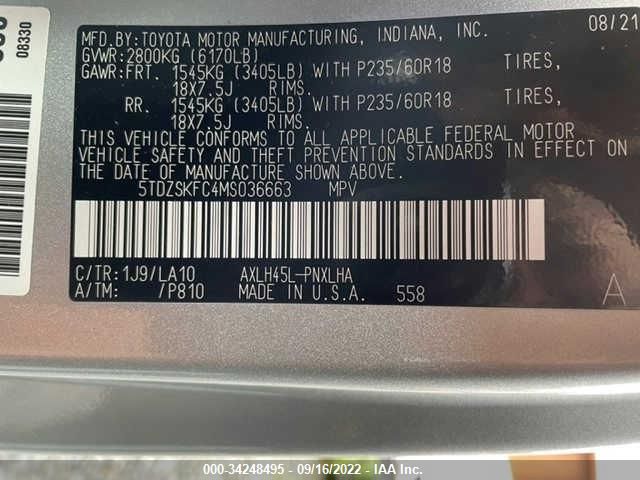 MFD.BY:TOYOTA MOTOR MANUFACTURING, INDIANA, INC. 08/21
GVWR:2800KG (6170LB)
GAWR:FRT. 1545KG (3405LB) WITH P235/60R18 TIRES,
18X7.5J RIMS.
RR. 1545KG (3405LB) WITH P235/60R18 TIRES,
18X7.5J RIMS.
THIS VEHICLE CONFORMS TO ALL APPLICABLE FEDERAL MOTOR
VEHICLE SAFETY AND THEFT PREVENTION STANDARDS IN EFFECT ON
THE DATE OF MANUFACTURE SHOWN ABOVE.
5TDZSKFC4MS036663 MPV
C/TR:1J9/LA10 AXLH45L-PNXLHA
A/TM: /P810 MADE IN U.S.A. 558 A
08330
000-34248495 - 09/16/2022 - IAA Inc.